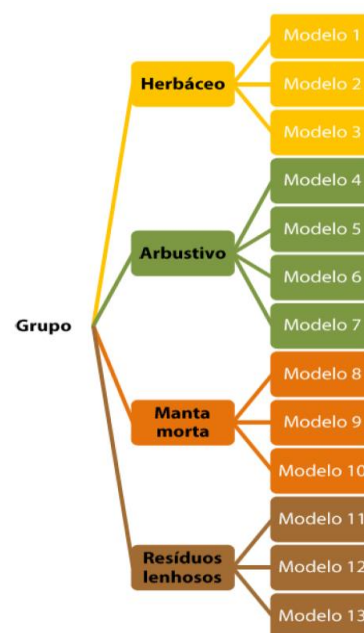 Grupo
Herbáceo
Modelo 1
Modelo 2
Modelo 3
Arbustivo
Modelo 4
Modelo 5
Modelo 6
Modelo 7
Manta
morta
Modelo 8
Modelo 9
Modelo 10
Resíduos
lenhosos
Modelo 11
Modelo 12
Modelo 13